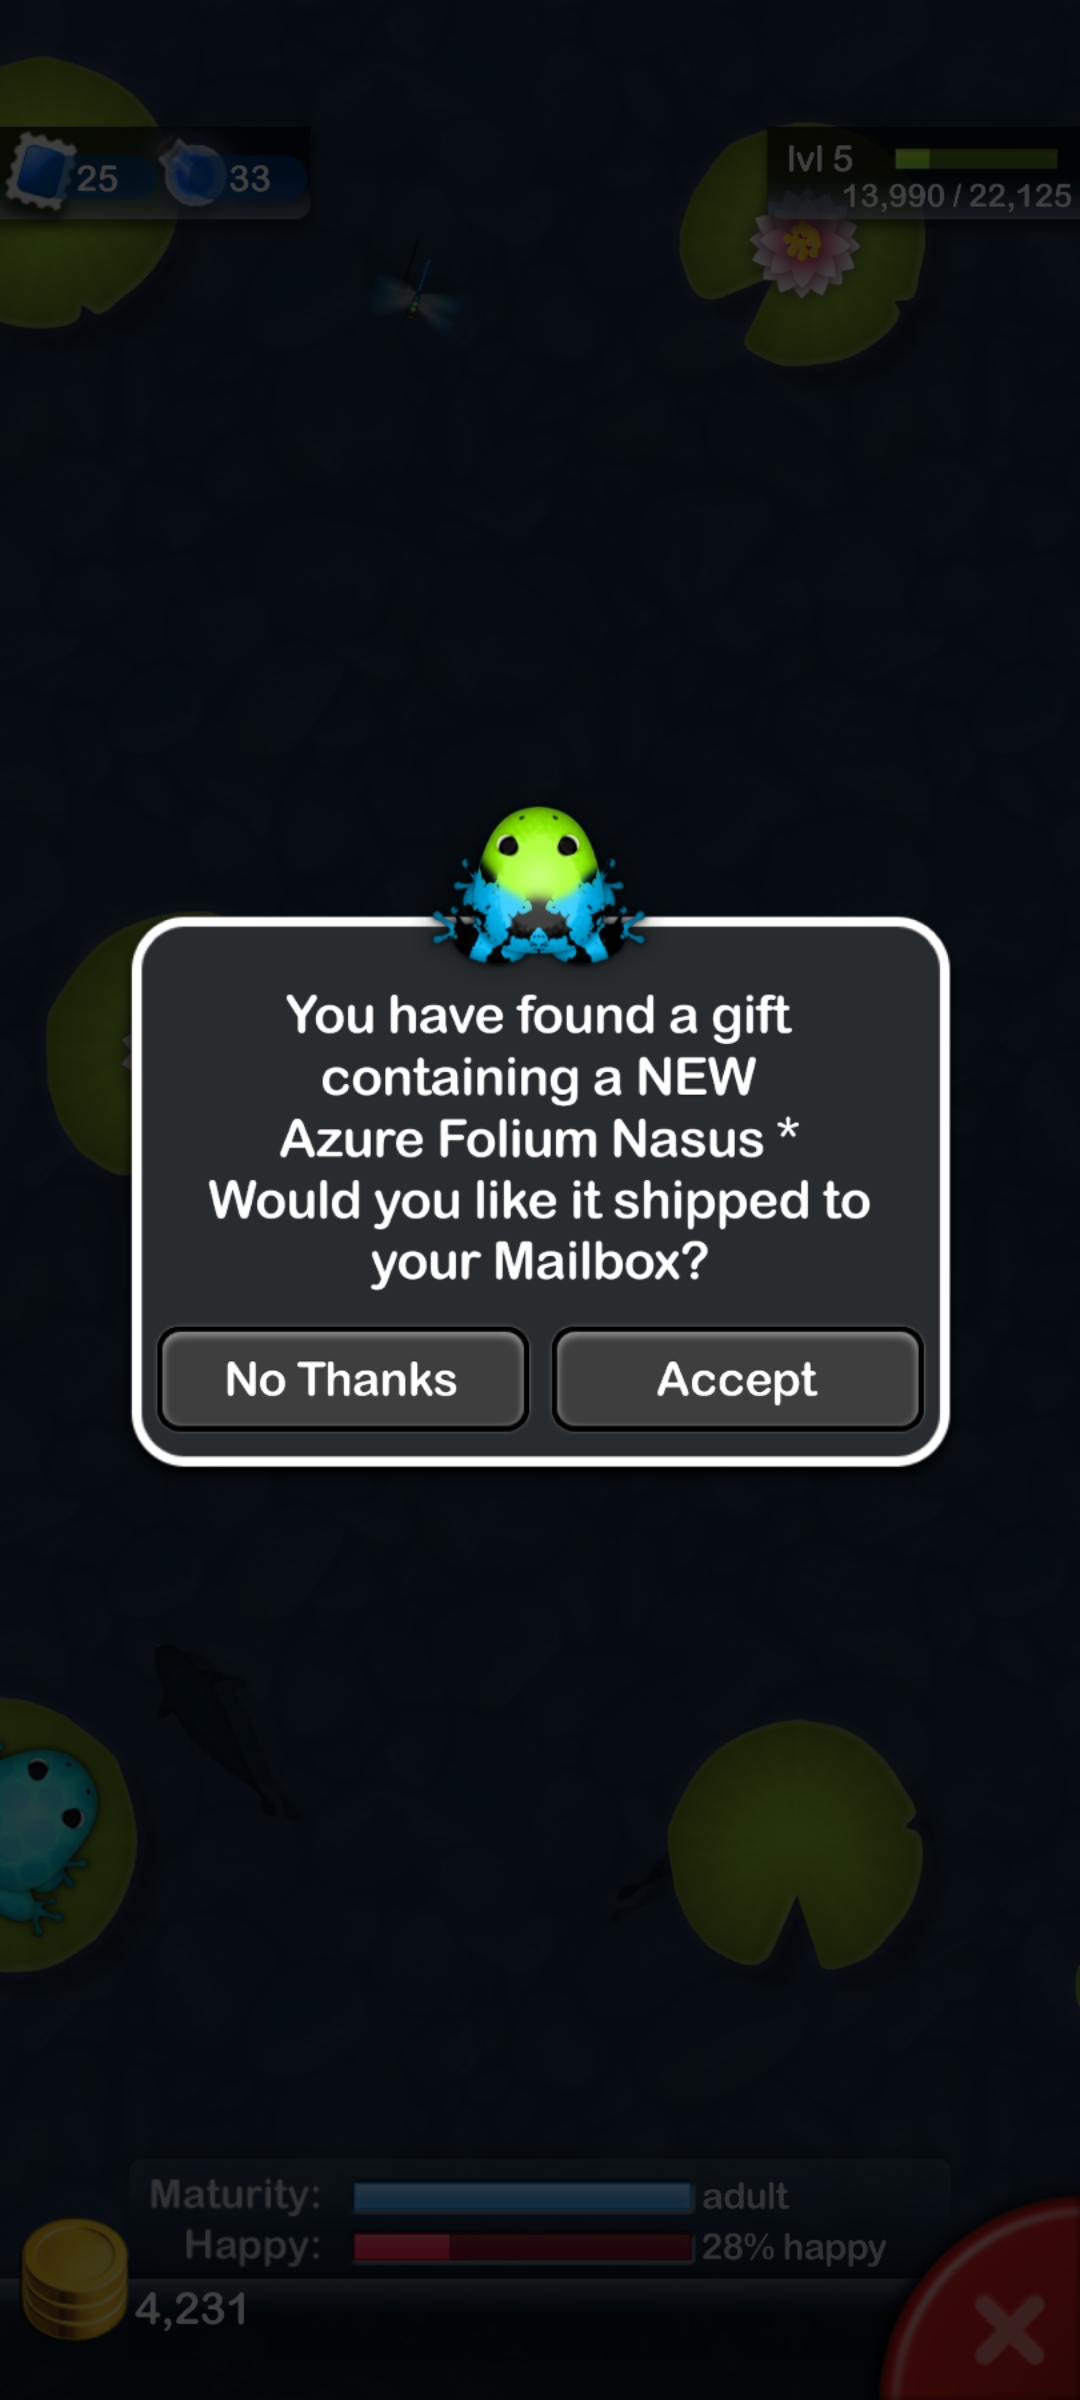 25
33
lvl 5
13,990 / 22,125
You have found a gift
containing a NEW
Azure Folium Nasus *
Would you like it shipped to
your Mailbox?
No Thanks
Accept
Maturity:
adult
Happy:
28% happy
4,231